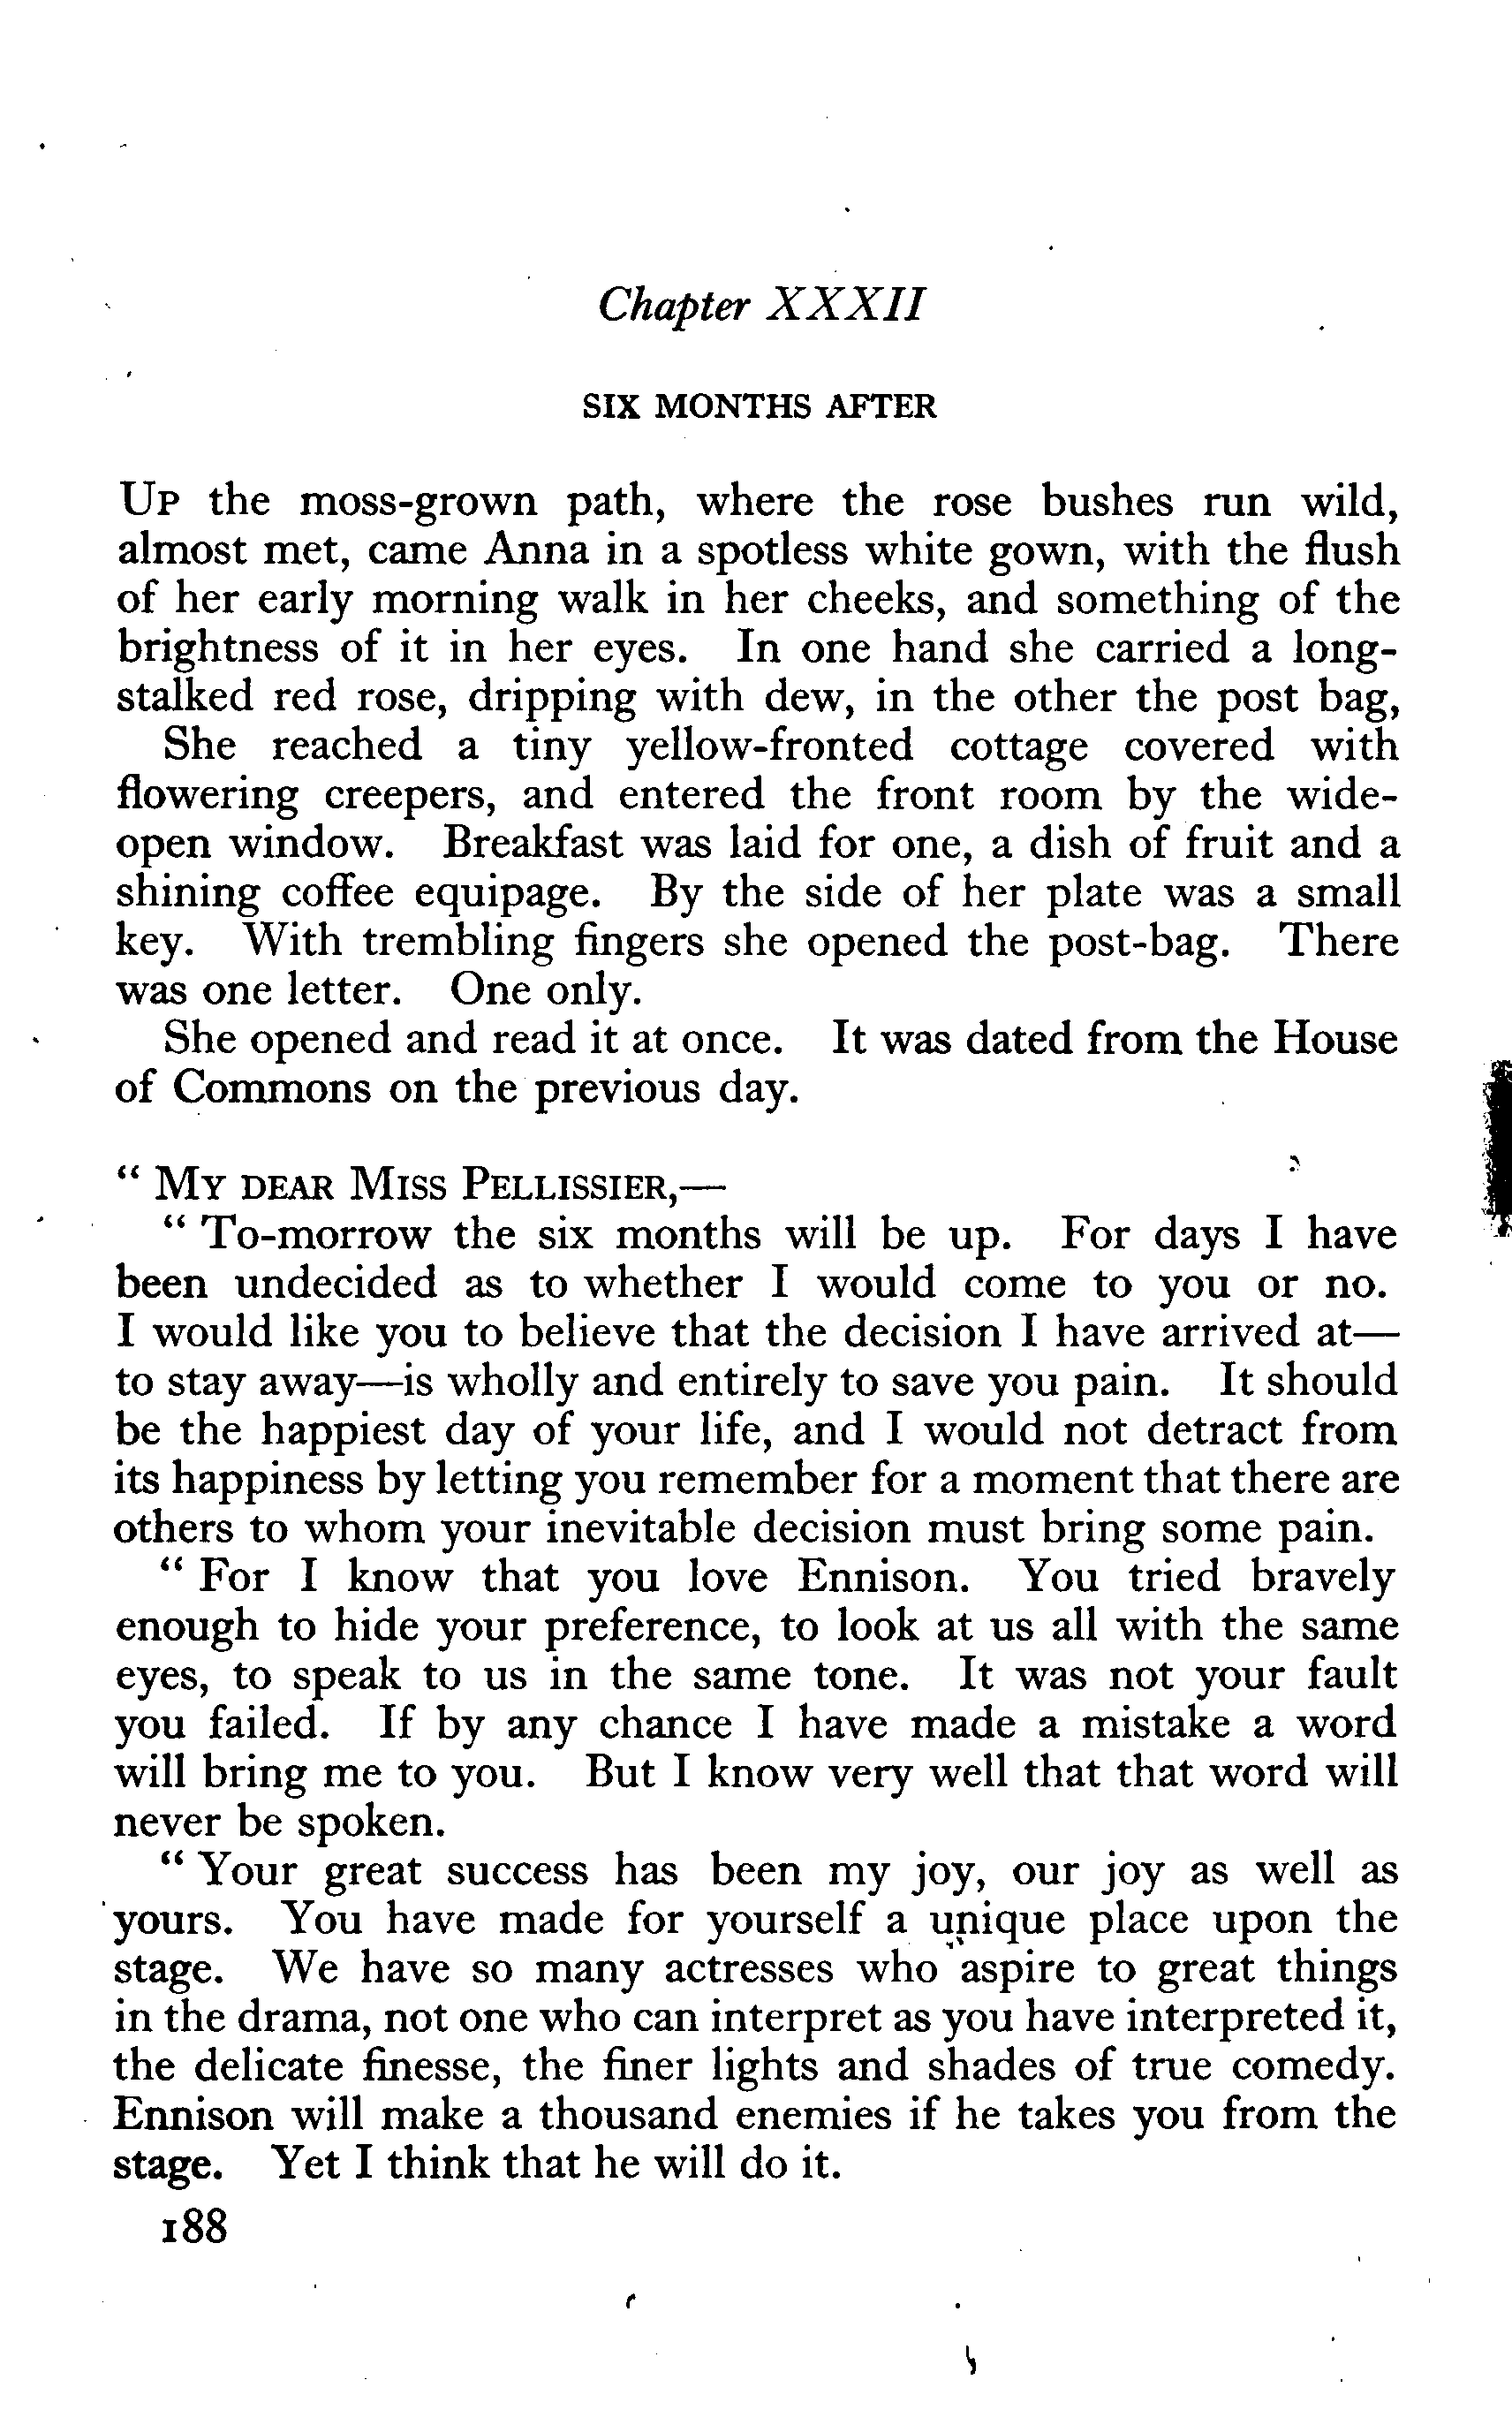 Chapter XXXII
SIX MONTHS AFTER
UP the moss-grown path, where the rose bushes run wild,
almost met, came Anna in a spotless white gown, with the flush
of her early morning walk in her cheeks, and something of the
brightness of it in her eyes. In one hand she carried a long-
stalked red rose, dripping with dew, in the other the post bag,
She reached a tiny yellow-fronted cottage covered with
flowering creepers, and entered the front room by the wide-
open window. Breakfast was laid for one, a dish of fruit and a
shining coffee equipage. By the side of her plate was a small
key. With trembling fingers she opened the post-bag. There
was one letter. One only.
She opened and read it at once. It was dated from the House
of Commons on the previous day.
“ MY DEAR MISS PELLISSIER,—
“ To-morrow the six months will be up. For days I have
been undecided as to whether I would come to you or no.
I would like you to believe that the decision I have arrived at—
to stay away—is wholly and entirely to save you pain. It should
be the happiest day of your life, and I would not detract from
its happiness by letting you remember for a moment that there are
others to whom your inevitable decision must bring some pain.
“ For I know that you love Ennison. You tried bravely
enough to hide your preference, to look at us all with the same
eyes, to speak to us in the same tone. It was not your fault
you failed. If by any chance I have made a mistake a word
will bring me to you. But I know very well that that word will
never be spoken.
“ Your great success has been my joy, our joy as well as
yours. You have made for yourself a unique place upon the
stage. We have so many actresses who aspire to great things
in the drama, not one who can interpret as you have interpreted it,
the delicate finesse, the finer lights and shades of true comedy.
Ennison will make a thousand enemies if he takes you from the
stage. Yet I think that he will do it.
188